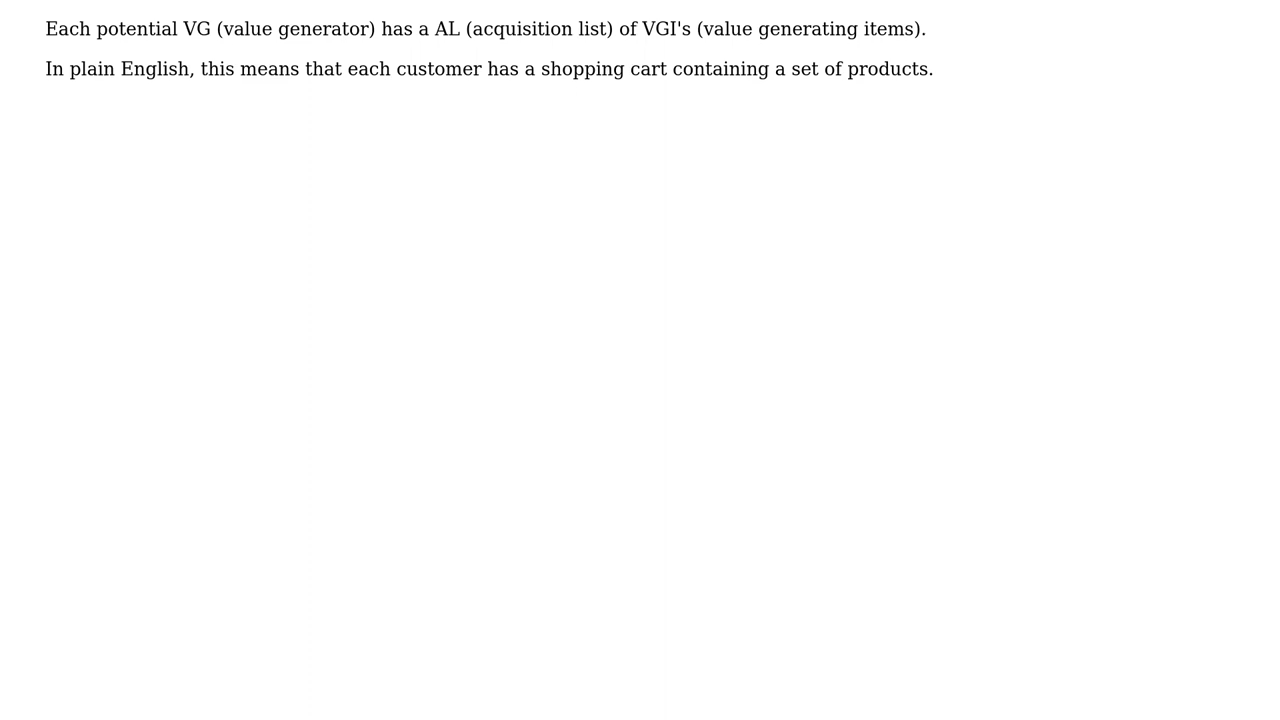 Each potential VG (value generator) has a AL (acquisition list) of VGI's (value generating items).
In plain English, this means that each customer has a shopping cart containing a set of products.